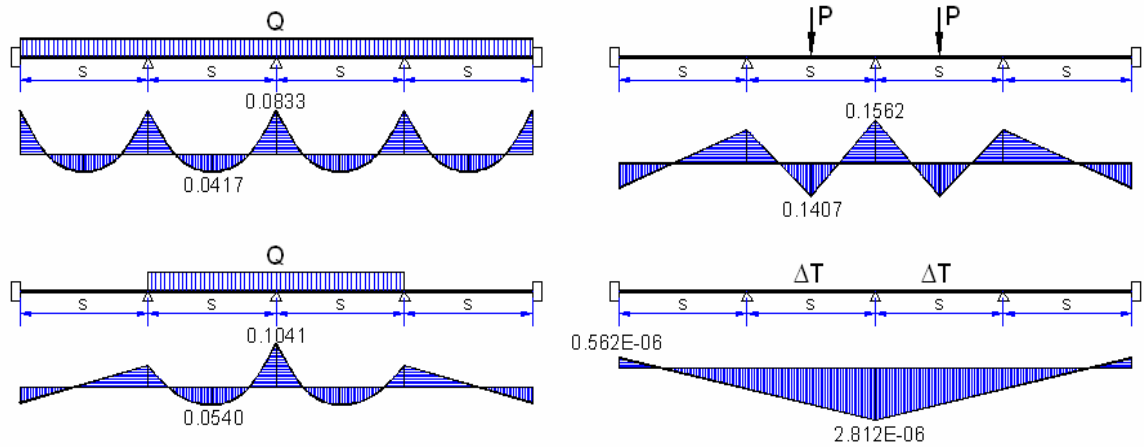 Q
S S S S
0.0833
0.0417
P P
S S S S
0.1562
0.1407
Q
S S S S
0.1041
0.0540
ΔT ΔT
S S S S
0.562E-06
2.812E-06